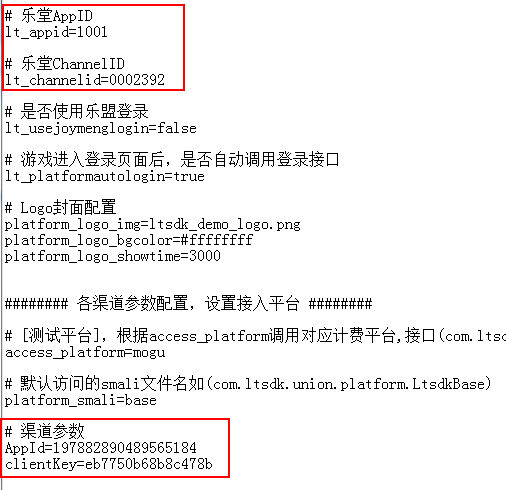 # 乐堂AppID
lt_appid=1001
# 乐堂ChannelID
lt_channelid=0002392
# 是否使用乐盟登录
lt_usejoymenglogin=false
# 游戏进入登录页面后，是否自动调用登录接口
lt_platformautologin=true
# Logo封面配置
platform_logo_img=ltsdk_demo_logo.png
platform_logo_bgcolor=#ffffffff
platform_logo_showtime=3000
######## 各渠道参数配置，设置接入平台 ########
# [测试平台]，根据access_platform调用对应计费平台,接口(com.ltsd
access_platform=mogu
# 默认访问的smali文件名如(com.ltsdk.union.platform.LtsdkBase)
platform_smali=base
# 渠道参数
AppId=197882890489565184
clientKey=eb7750b68b8c478b